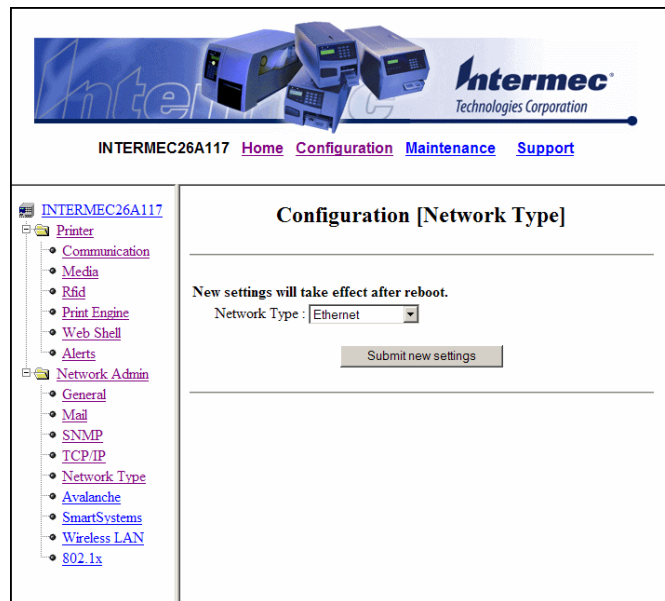 Intermec
Intermec
Technologies Corporation
INTERMEC26A117 Home Configuration Maintenance Support
INTERMEC26A117
Printer
Communication
Media
Rfid
Print Engine
Web Shell
Alerts
Network Admin
General
Mail
SNMP
TCP/IP
Network Type
Avalanche
SmartSystems
Wireless LAN
802.1x
Configuration [Network Type]
New settings will take effect after reboot.
Network Type : Ethernet
Submit new settings